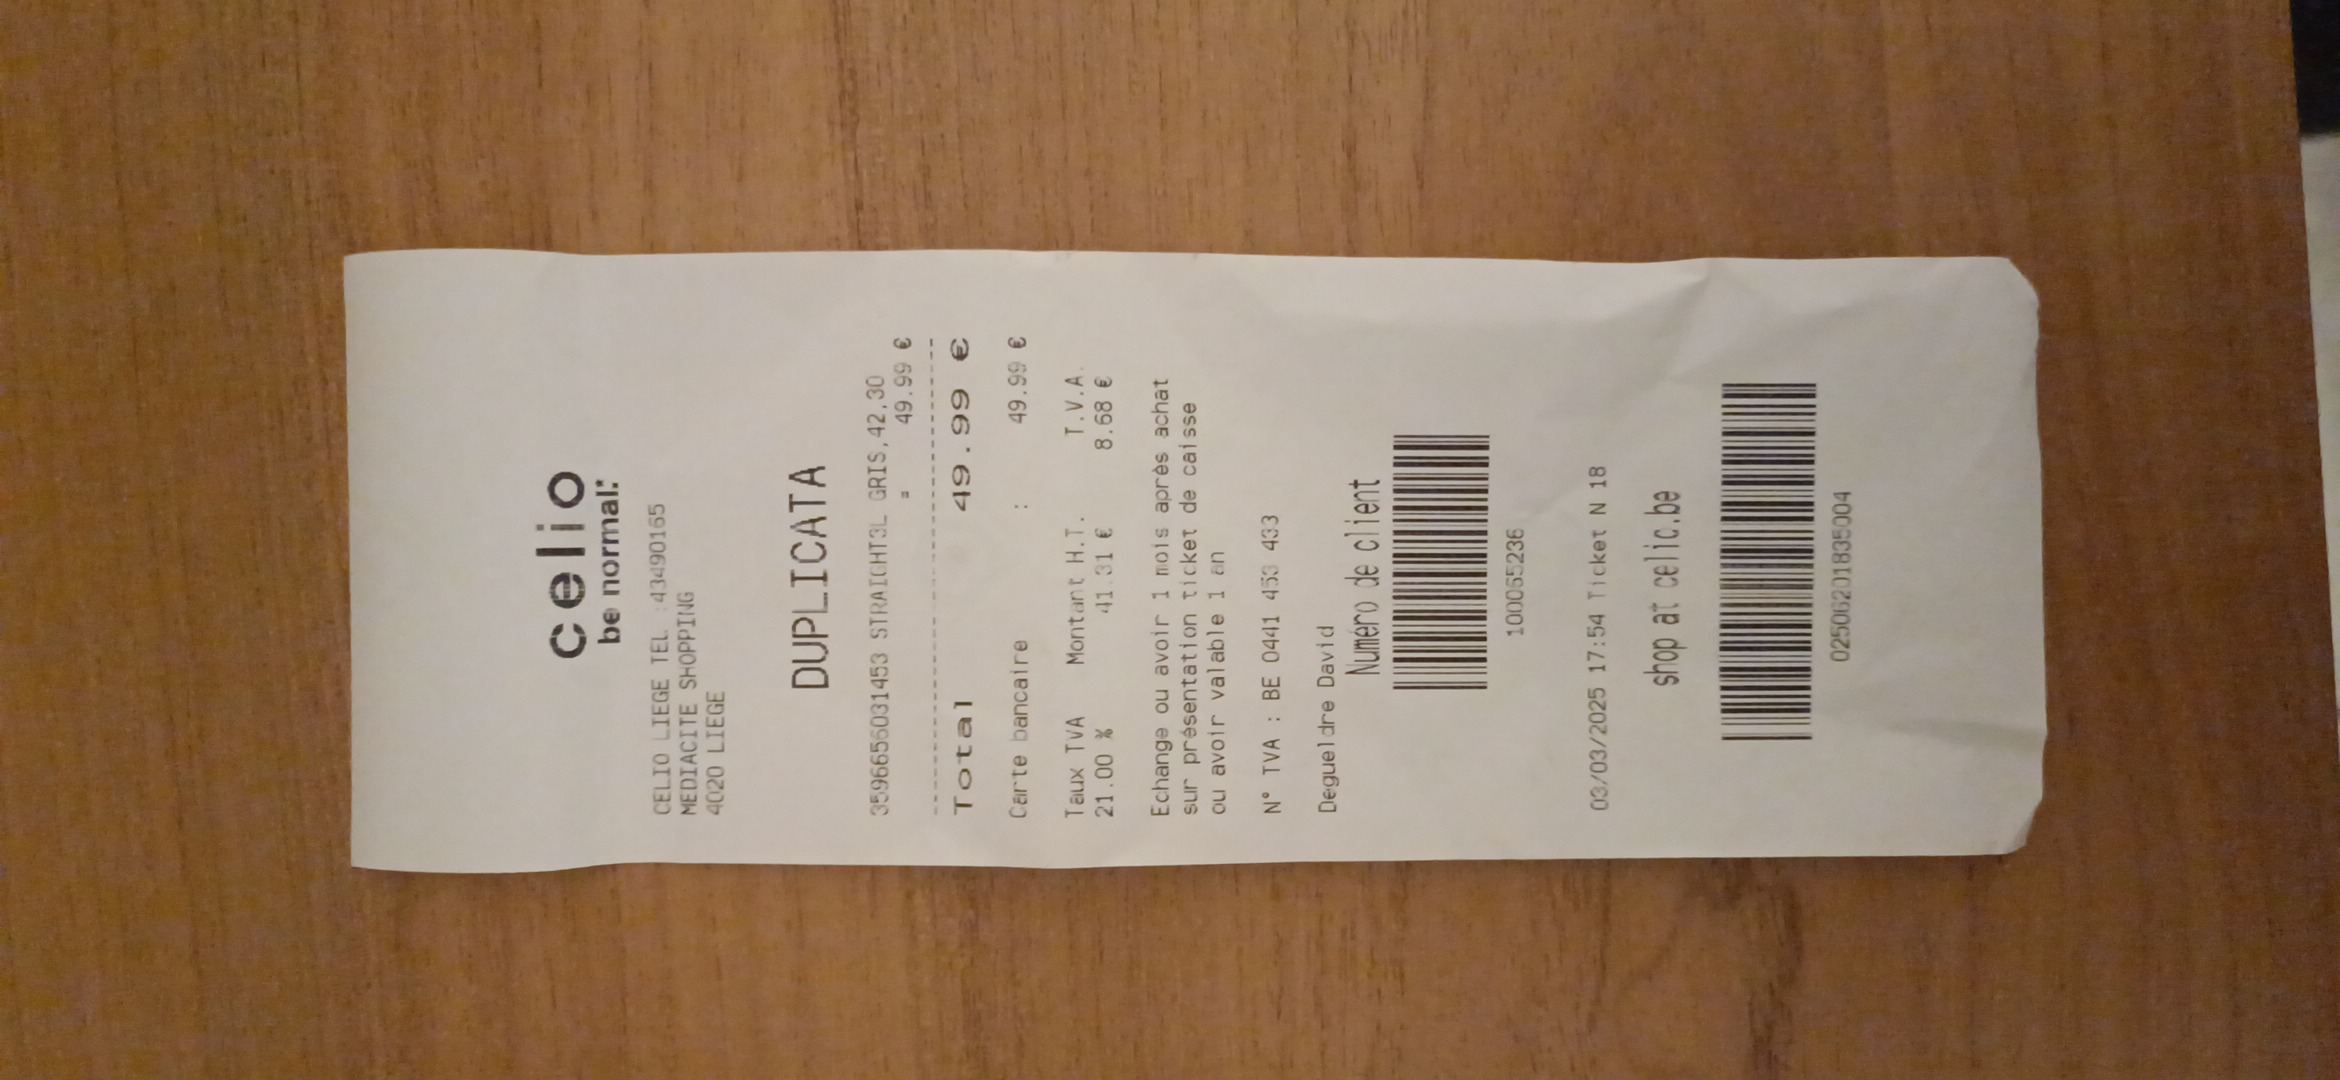 celio
be normal:
CELIO LIEGE TEL :43490165
MEDIACITE SHOPPING
4020 LIEGE
DUPLICATA
3596656031453 STRAIGHT3L GRIS,42,30
= 49.99 €
Total 49.99 €
Carte bancaire : 49.99 €
Taux TVA Montant H.T. T.V.A.
21.00 % 41.31 € 8.68 €
Echange ou avoir 1 mois après achat
sur présentation ticket de caisse
ou avoir valable 1 an
N° TVA : BE 0441 453 433
Degueldre David
Numéro de client
100065236
03/03/2025 17:54 Ticket N 18
shop at celio.be